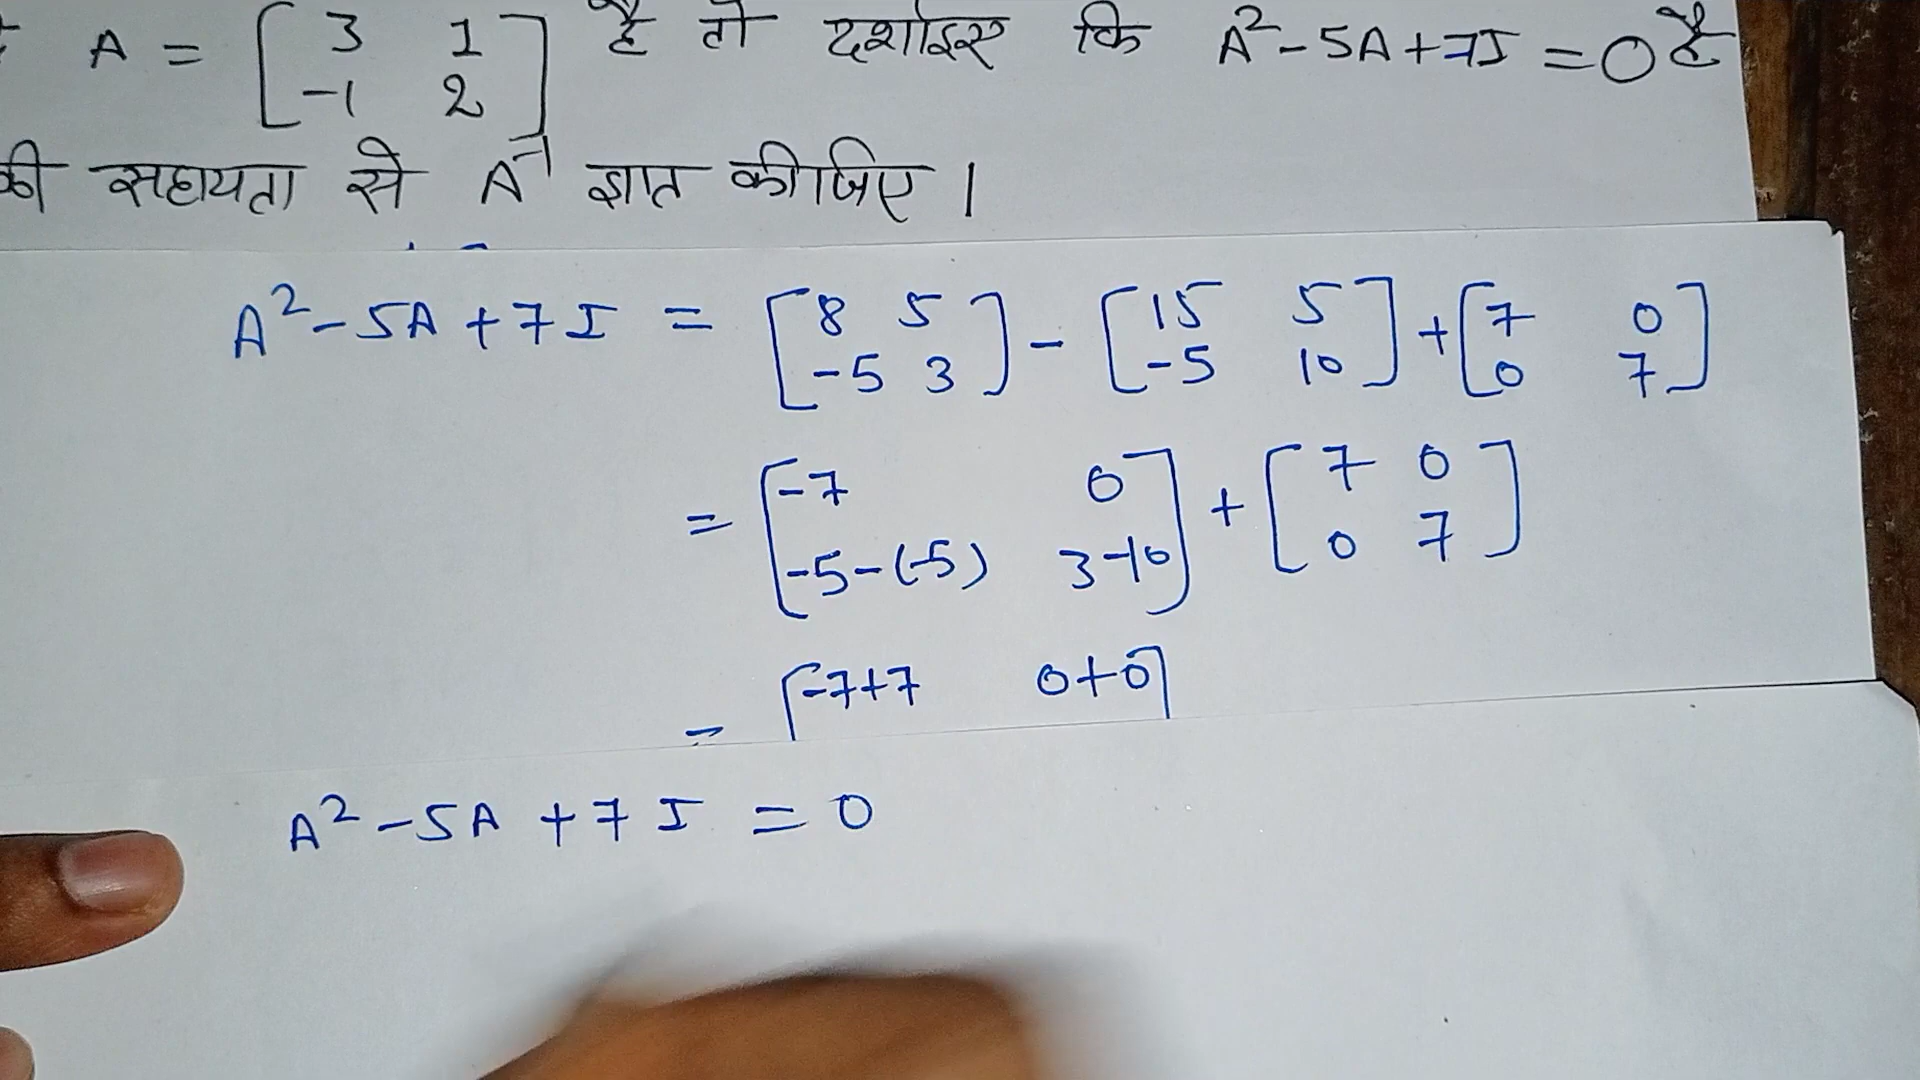 A = [3 1 -1 2] है तो दर्शाइए कि A² - 5A + 7I = 0 है
की सहायता से A⁻¹ ज्ञात कीजिए ।
A² - 5A + 7I = [8 5 -5 3] - [15 5 -5 10] + [7 0 0 7]
= [-7 0 -5-(-5) 3-10] + [7 0 0 7]
= [-7+7 0+0]
A² - 5A + 7I = 0